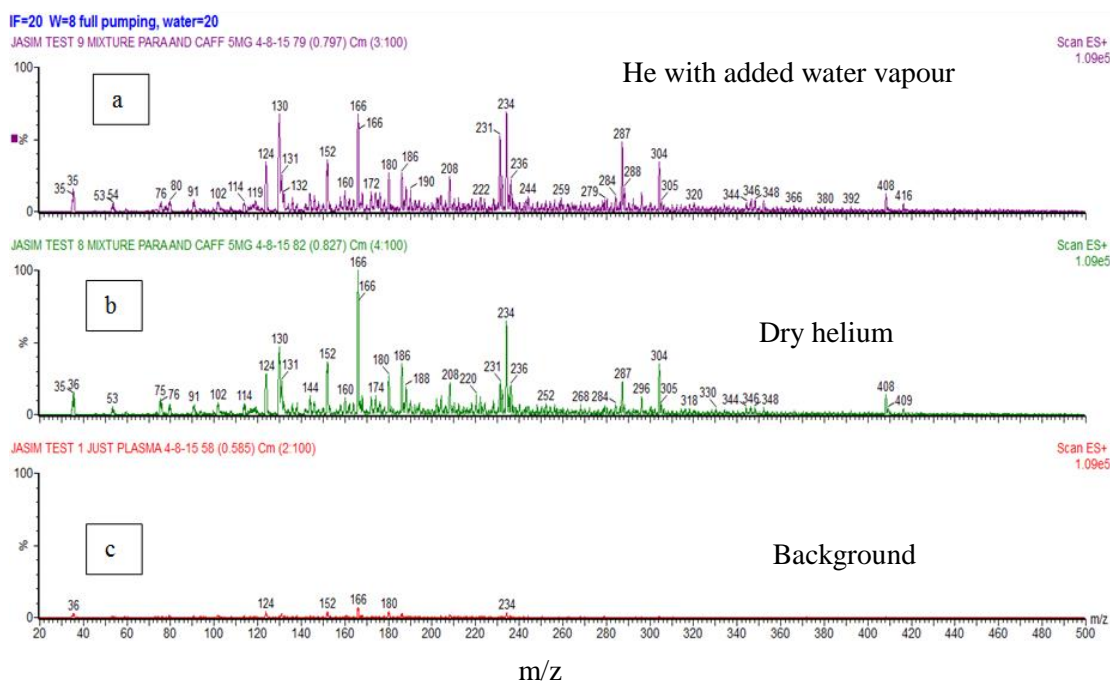 IF=20 W=8 full pumping, water=20
JASIM TEST 9 MIXTURE PARA AND CAFF 5MG 4-8-15 79 (0.797) Cm (3:100)
Scan ES+
1.09e5
He with added water vapour
a
100
%
0
35 35 53 54 76 80 91 102 114 119 124 130 131 132 152 160 166 166 172 180 186 190 208 222 231 234 236 244 259 279 284 287 288 304 305 320 344 346 348 366 380 392 408 416
JASIM TEST 8 MIXTURE PARA AND CAFF 5MG 4-8-15 82 (0.827) Cm (4:100)
Scan ES+
1.09e5
Dry helium
b
100
%
0
35 36 53 75 76 91 102 114 124 130 131 144 152 160 166 166 174 180 186 188 208 220 231 234 236 252 268 284 287 296 304 305 318 330 344 346 348 408 409
JASIM TEST 1 JUST PLASMA 4-8-15 58 (0.585) Cm (2:100)
Scan ES+
1.09e5
Background
c
100
%
0
36 124 152 166 180 234
20 40 60 80 100 120 140 160 180 200 220 240 260 280 300 320 340 360 380 400 420 440 460 480 500 m/z
m/z